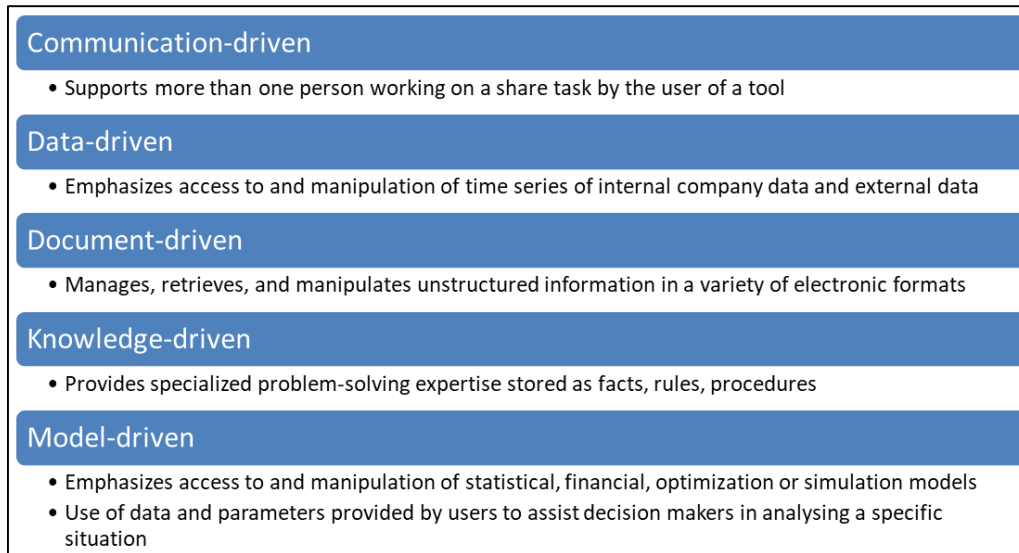 Communication-driven
• Supports more than one person working on a share task by the user of a tool
Data-driven
• Emphasizes access to and manipulation of time series of internal company data and external data
Document-driven
• Manages, retrieves, and manipulates unstructured information in a variety of electronic formats
Knowledge-driven
• Provides specialized problem-solving expertise stored as facts, rules, procedures
Model-driven
• Emphasizes access to and manipulation of statistical, financial, optimization or simulation models
• Use of data and parameters provided by users to assist decision makers in analysing a specific
situation